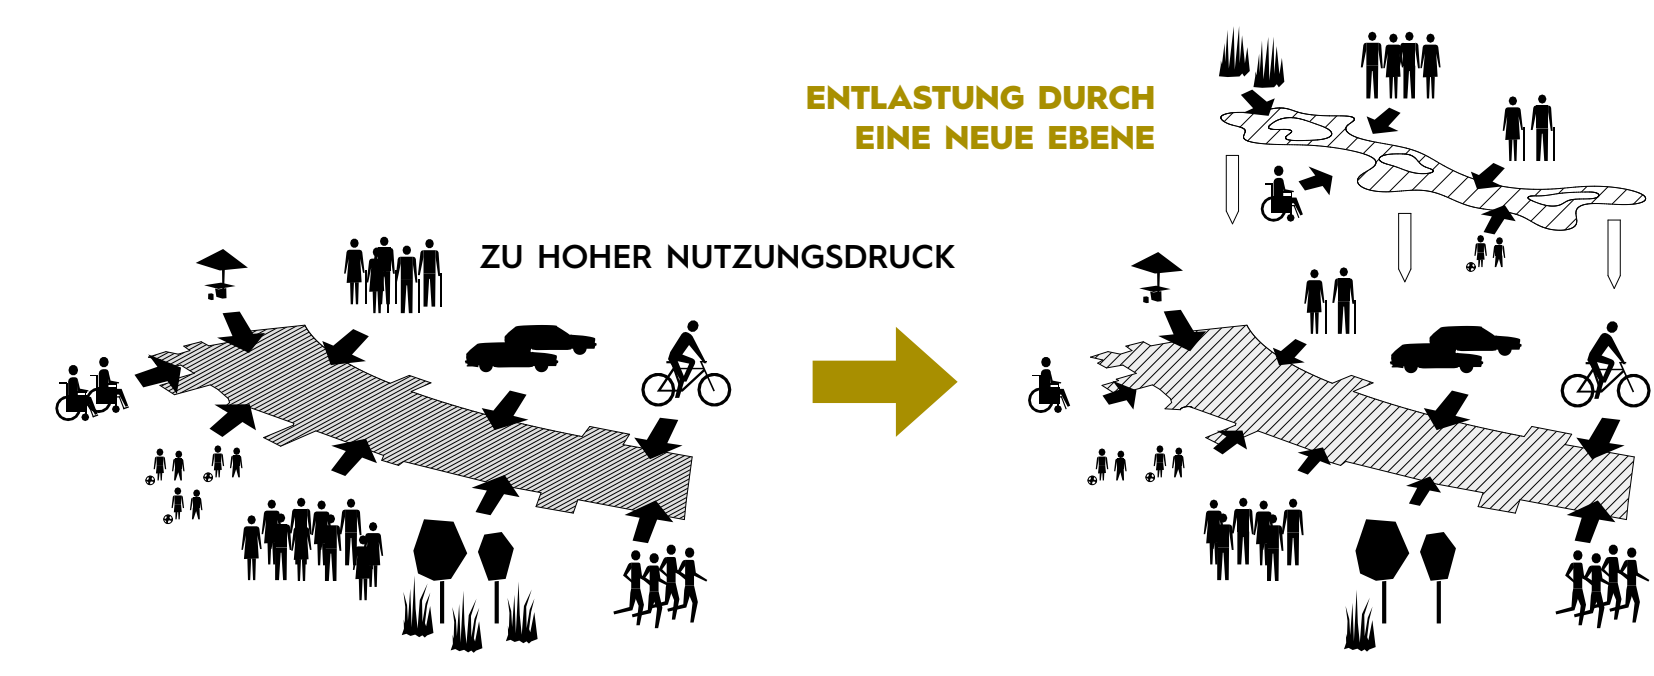 ENTLASTUNG DURCH
EINE NEUE EBENE
ZU HOHER NUTZUNGSDRUCK